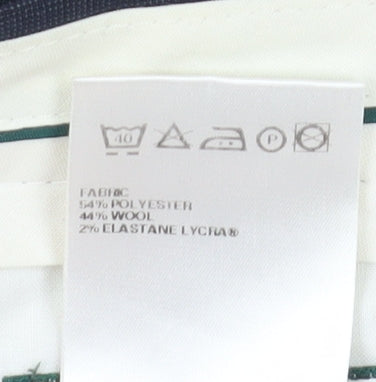 40
P
FABRIC
54% POLYESTER
44% WOOL
2% ELASTANE LYCRA®